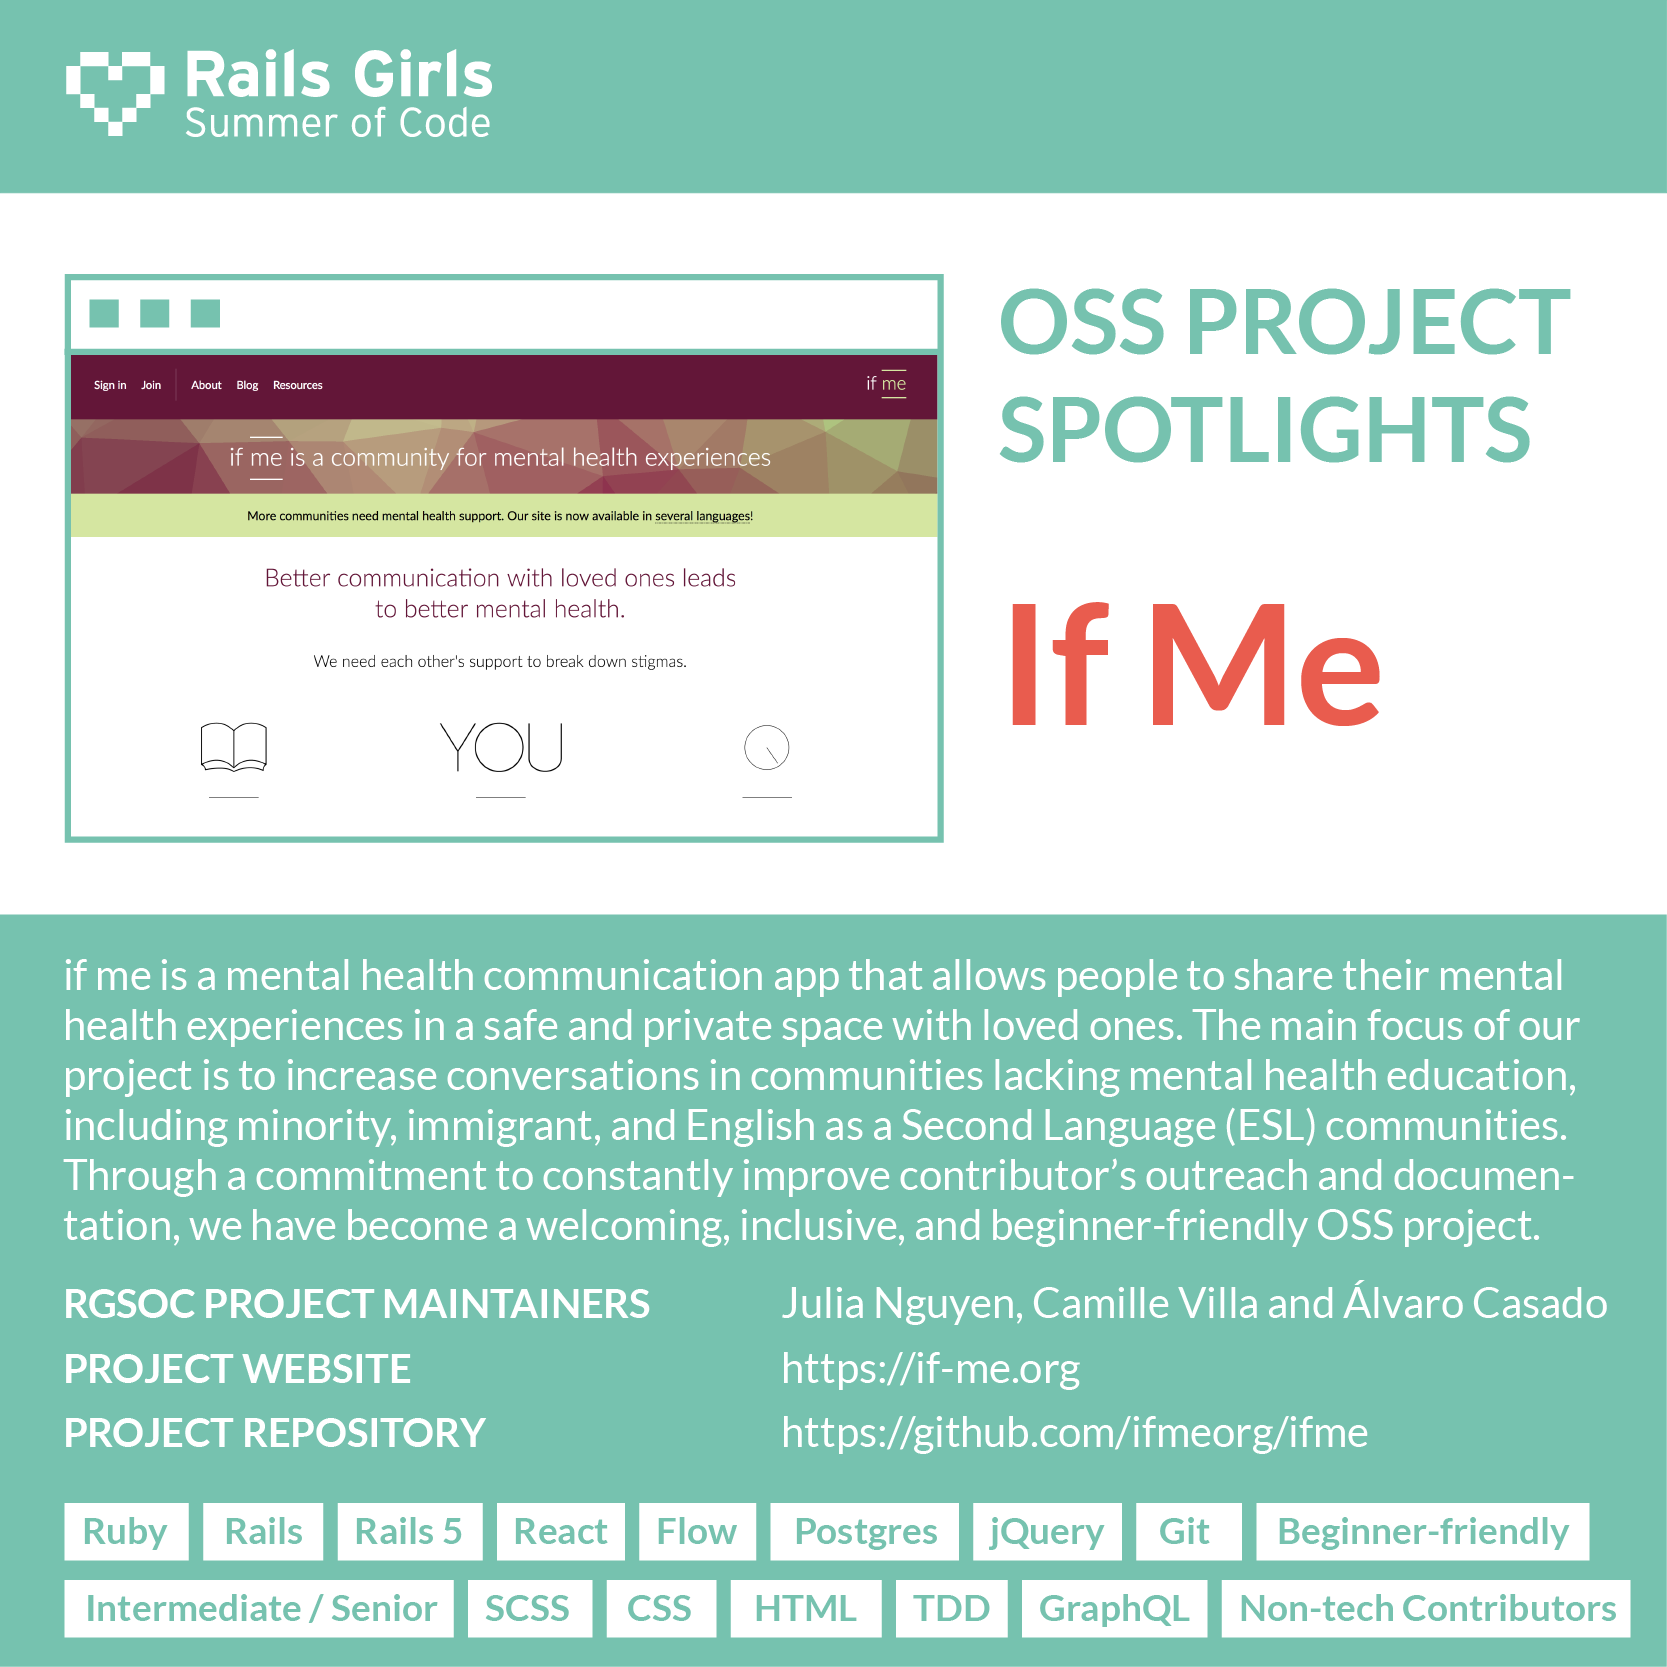 Rails Girls
Summer of Code
OSS PROJECT
SPOTLIGHTS
If Me
Sign in Join About Blog Resources
if me
if me is a community for mental health experiences
More communities need mental health support. Our site is now available in several languages!
Better communication with loved ones leads
to better mental health.
We need each other's support to break down stigmas.
YOU
if me is a mental health communication app that allows people to share their mental
health experiences in a safe and private space with loved ones. The main focus of our
project is to increase conversations in communities lacking mental health education,
including minority, immigrant, and English as a Second Language (ESL) communities.
Through a commitment to constantly improve contributor’s outreach and documen-
tation, we have become a welcoming, inclusive, and beginner-friendly OSS project.
RGSOC PROJECT MAINTAINERS Julia Nguyen, Camille Villa and Álvaro Casado
PROJECT WEBSITE https://if-me.org
PROJECT REPOSITORY https://github.com/ifmeorg/ifme
Ruby Rails Rails 5 React Flow Postgres jQuery Git Beginner-friendly
Intermediate / Senior SCSS CSS HTML TDD GraphQL Non-tech Contributors